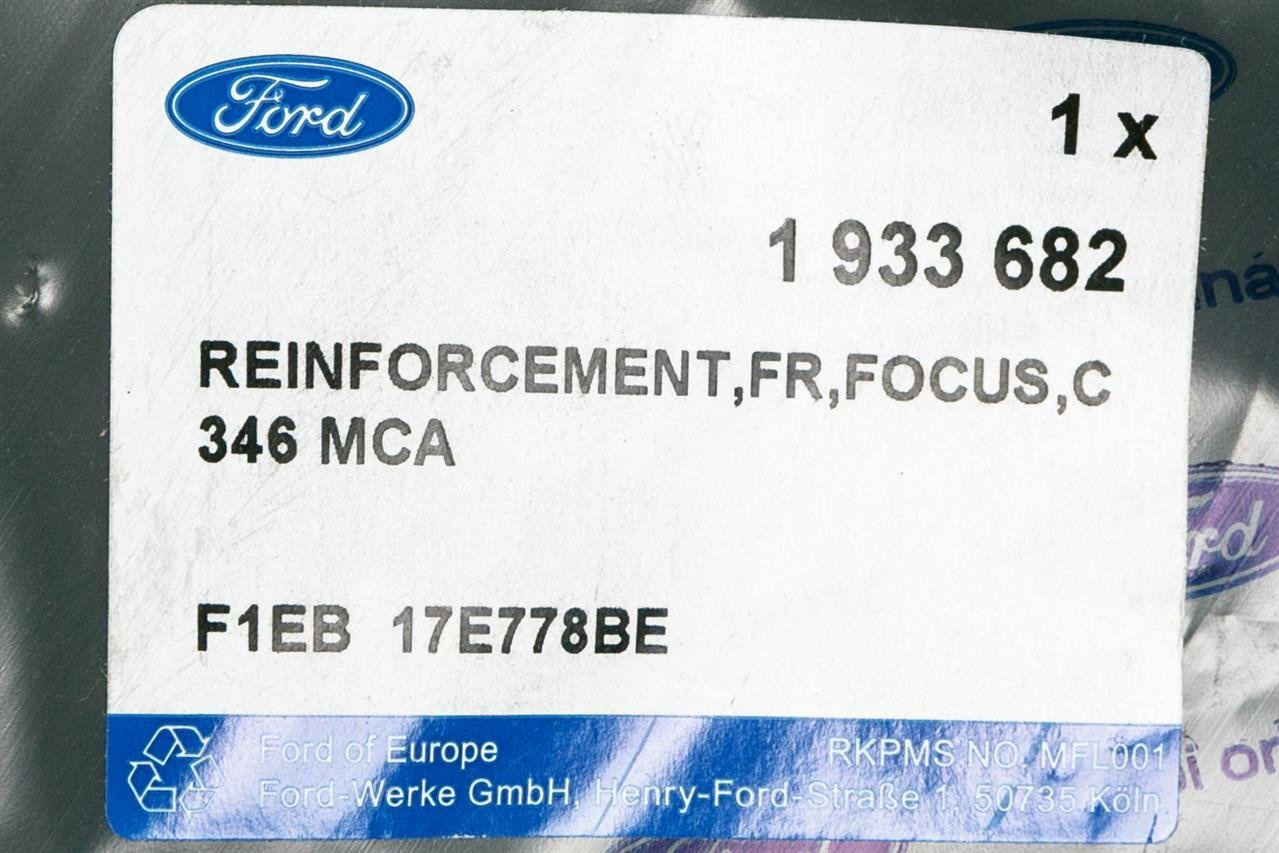 Ford
1 x
1 933 682
REINFORCEMENT,FR,FOCUS,C
346 MCA
F1EB 17E778BE
Ford of Europe
RKPMS NO. MFL001
Ford-Werke GmbH, Henry-Ford-Straße 1, 50735 Köln
Ford